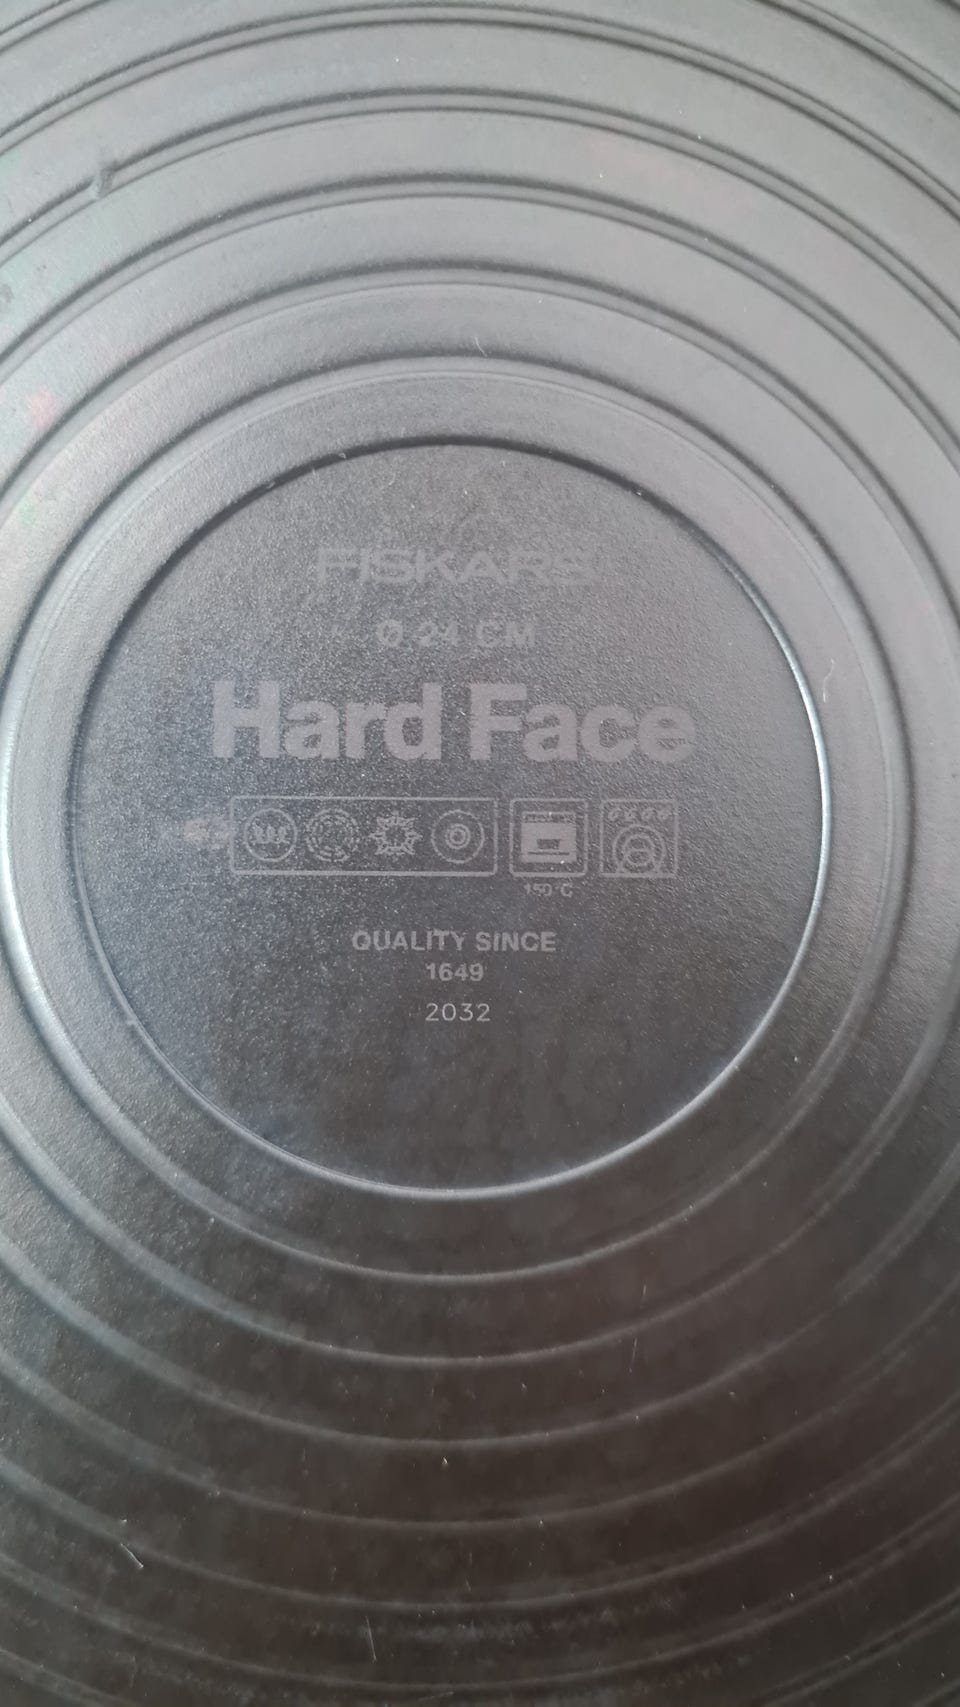 FISKARS
Ø 24 CM
Hard Face
150°C
QUALITY SINCE
1649
2032